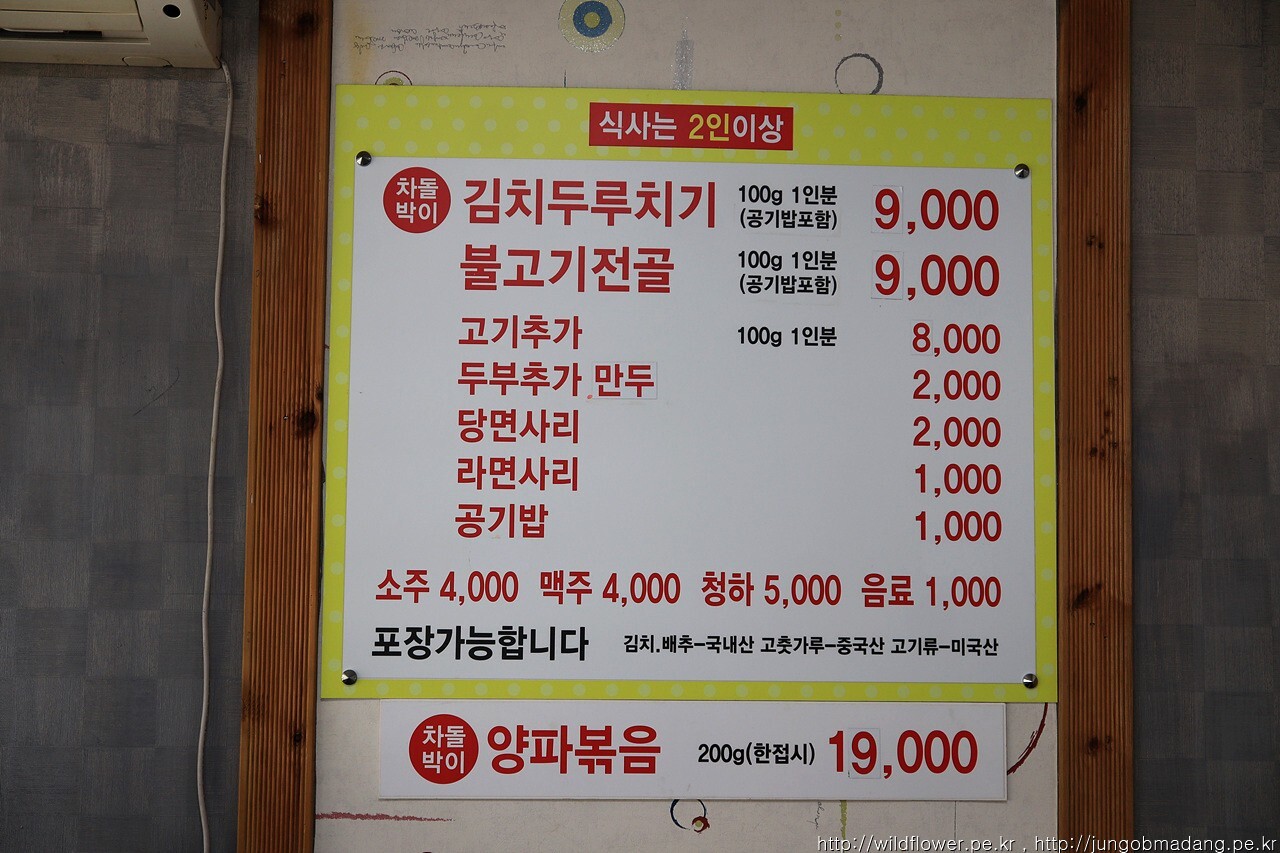 식사는 2인이상
차돌박이 김치두루치기 100g 1인분 (공기밥포함) 9,000
불고기전골 100g 1인분 (공기밥포함) 9,000
고기추가 100g 1인분 8,000
두부추가 만두 2,000
당면사리 2,000
라면사리 1,000
공기밥 1,000
소주 4,000 맥주 4,000 청하 5,000 음료 1,000
포장가능합니다 김치.배추-국내산 고춧가루-중국산 고기류-미국산
차돌박이 양파볶음 200g(한접시) 19,000
http://wildflower.pe.kr , http://jungobmadang.pe.kr